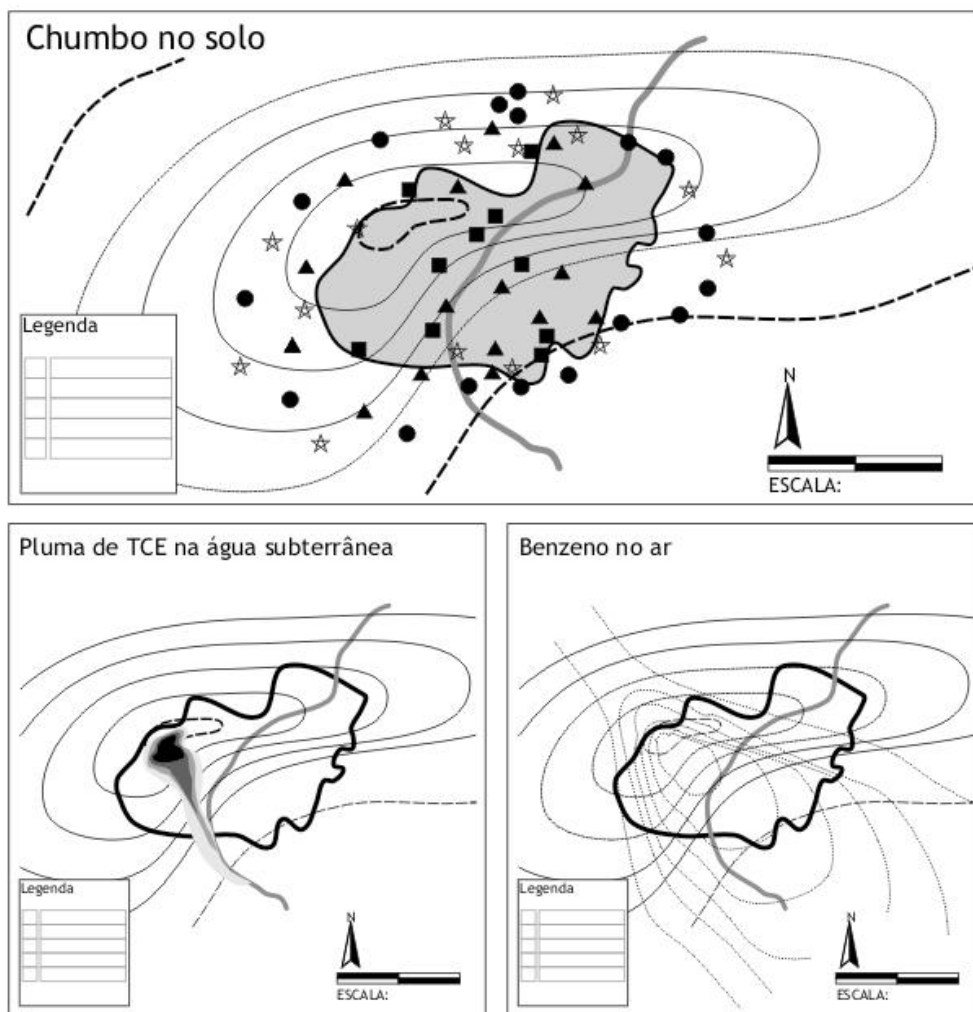 Chumbo no solo
Legenda
N
ESCALA:
Pluma de TCE na água subterrânea
Legenda
N
ESCALA:
Benzeno no ar
Legenda
N
ESCALA: